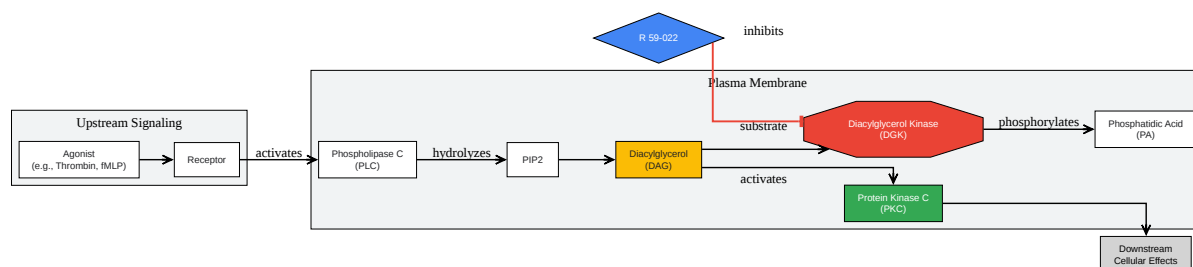 R 59-022
inhibits
Plasma Membrane
Upstream Signaling
Agonist
(e.g., Thrombin, fMLP)
Receptor
activates
Phospholipase C
(PLC)
hydrolyzes
PIP2
Diacylglycerol
(DAG)
substrate
activates
Diacylglycerol Kinase
(DGK)
phosphorylates
Phosphatidic Acid
(PA)
Protein Kinase C
(PKC)
Downstream
Cellular Effects